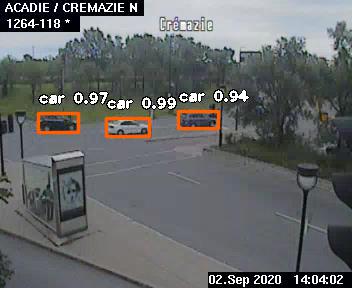 ACADIE / CREMAZIE N
1264-118 *
Crémazie
car 0.97
car 0.99
car 0.94
02.Sep 2020 14:04:02